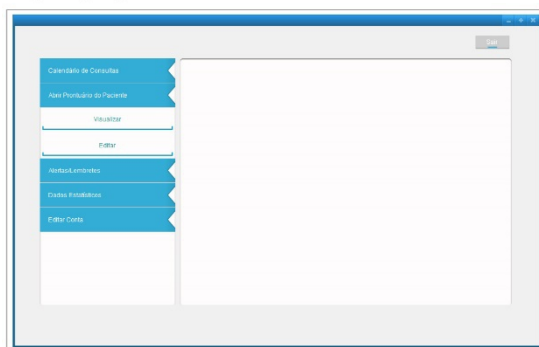 Sair
Calendário de Consultas
Abrir Prontuário do Paciente
Visualizar
Editar
Alertas/Lembretes
Dados Estatísticos
Editar Conta